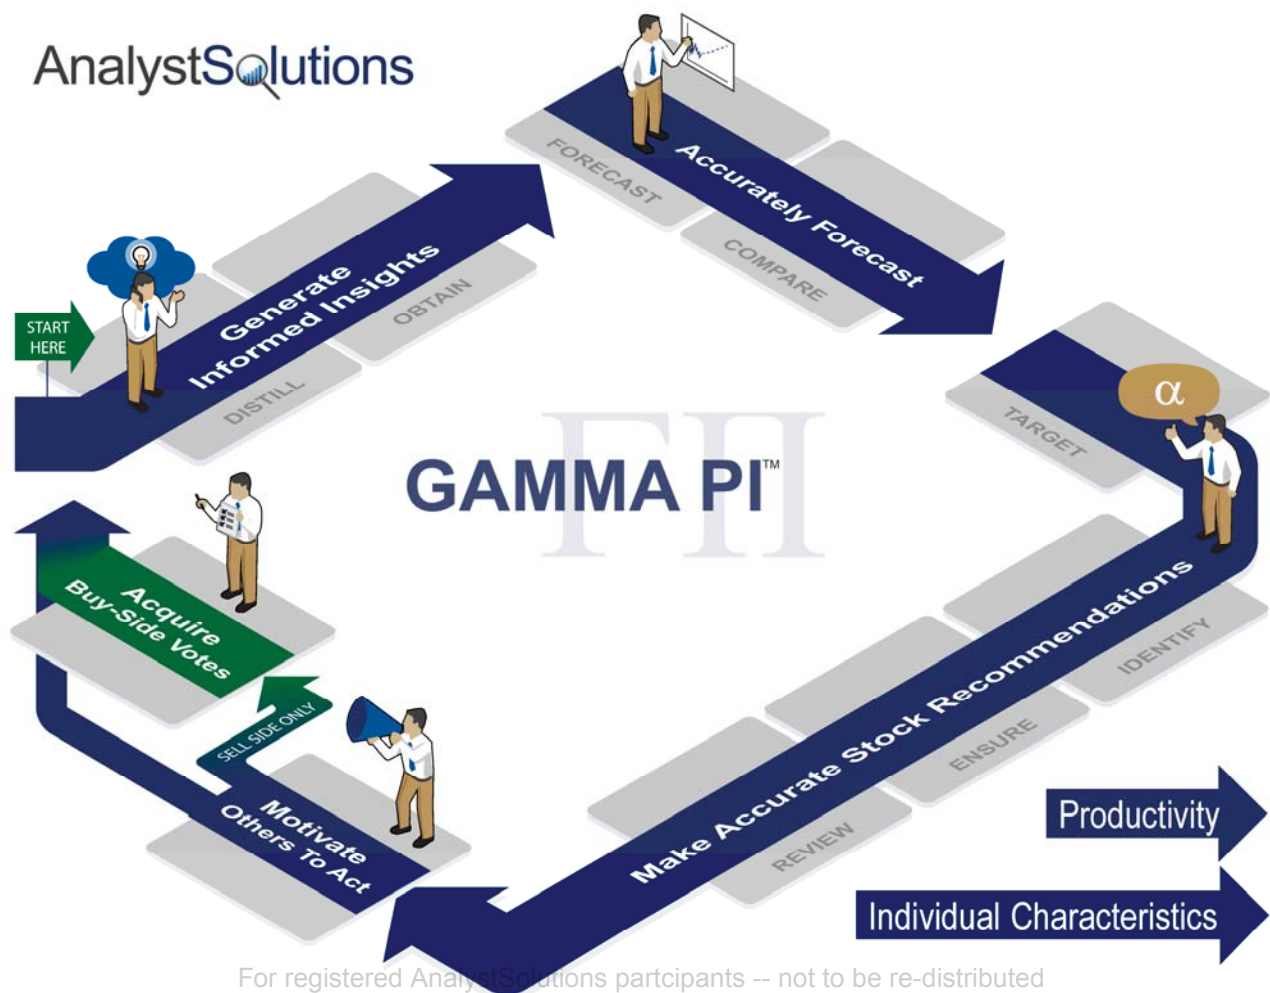 AnalystSolutions
FORECAST
Accurately Forecast
COMPARE
START
HERE
Generate
Informed Insights
OBTAIN
DISTILL
α
TARGET
ΓΠ
GAMMA PI™
Acquire
Buy-Side Votes
SELL SIDE ONLY
Motivate
Others To Act
Make Accurate Stock Recommendations
IDENTIFY
ENSURE
REVIEW
Productivity
Individual Characteristics
For registered AnalystSolutions partcipants -- not to be re-distributed